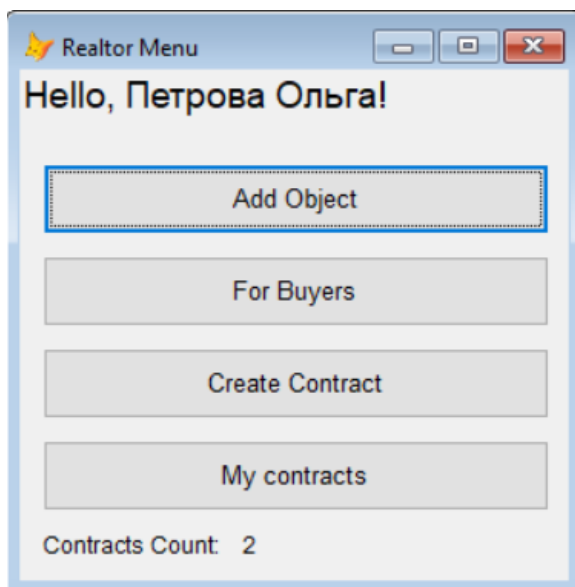 Realtor Menu
Hello, Петрова Ольга!
Add Object
For Buyers
Create Contract
My contracts
Contracts Count: 2